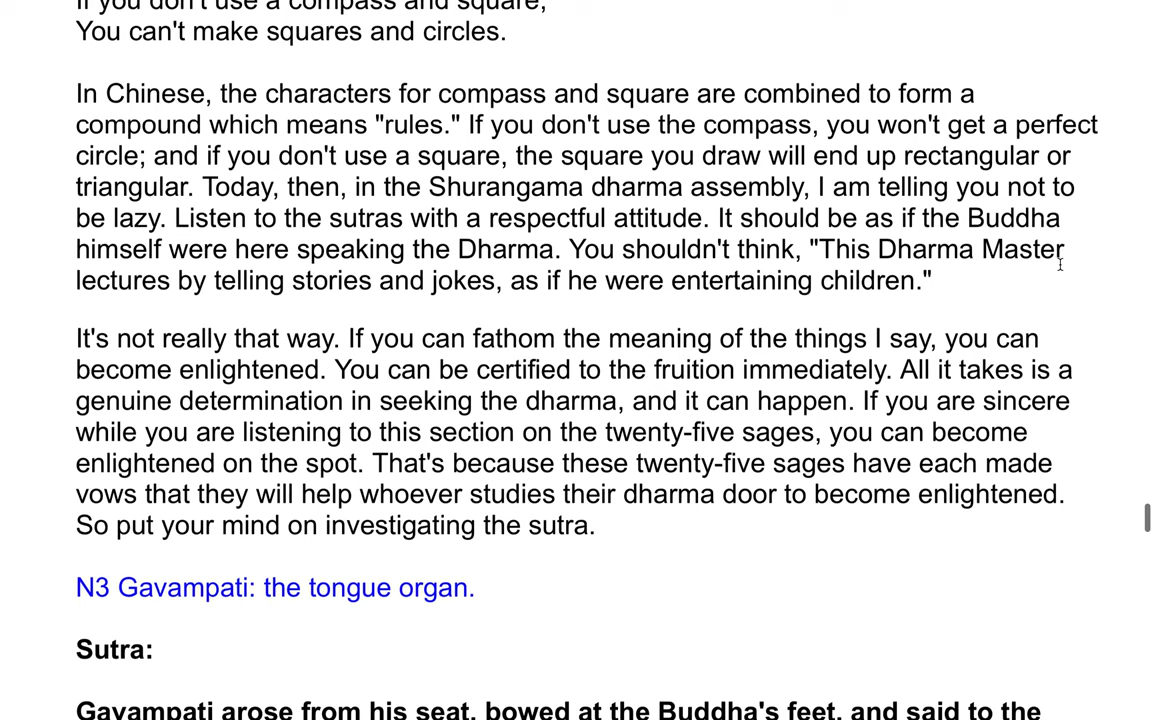 If you don't use a compass and square,
You can't make squares and circles.
In Chinese, the characters for compass and square are combined to form a
compound which means "rules." If you don't use the compass, you won't get a perfect
circle; and if you don't use a square, the square you draw will end up rectangular or
triangular. Today, then, in the Shurangama dharma assembly, I am telling you not to
be lazy. Listen to the sutras with a respectful attitude. It should be as if the Buddha
himself were here speaking the Dharma. You shouldn't think, "This Dharma Master
lectures by telling stories and jokes, as if he were entertaining children."
It's not really that way. If you can fathom the meaning of the things I say, you can
become enlightened. You can be certified to the fruition immediately. All it takes is a
genuine determination in seeking the dharma, and it can happen. If you are sincere
while you are listening to this section on the twenty-five sages, you can become
enlightened on the spot. That's because these twenty-five sages have each made
vows that they will help whoever studies their dharma door to become enlightened.
So put your mind on investigating the sutra.
N3 Gavampati: the tongue organ.
Sutra:
Gavampati arose from his seat, bowed at the Buddha's feet, and said to the